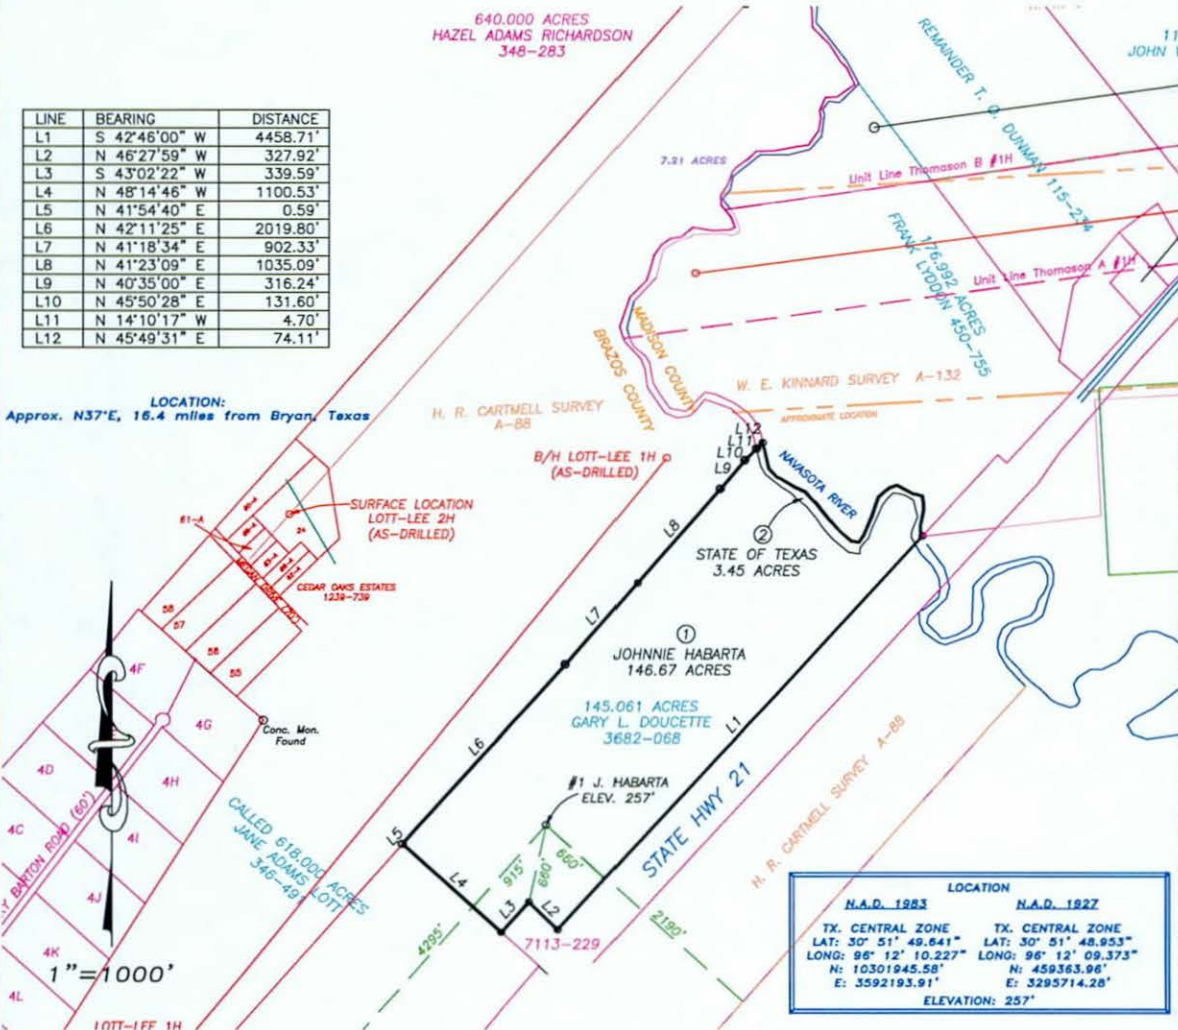 640.000 ACRES
HAZEL ADAMS RICHARDSON
348-283
REMAINDER T. O. DUNMAN 115-234
11
JOHN
LINE BEARING DISTANCE
L1 S 42°46'00" W 4458.71'
L2 N 46°27'59" W 327.92'
L3 S 43°02'22" W 339.59'
L4 N 48°14'46" W 1100.53'
L5 N 41°54'40" E 0.59'
L6 N 42°11'25" E 2019.80'
L7 N 41°18'34" E 902.33'
L8 N 41°23'09" E 1035.09'
L9 N 40°35'00" E 316.24'
L10 N 45°50'28" E 131.60'
L11 N 14°10'17" W 4.70'
L12 N 45°49'31" E 74.11'
7.21 ACRES
Unit Line Thomason B #1H
176.992 ACRES
FRANK LYDDON 450-755
Unit Line Thomason A #1H
MADISON COUNTY
BRAZOS COUNTY
W. E. KINNARD SURVEY A-132
APPROXIMATE LOCATION
LOCATION:
Approx. N37°E, 16.4 miles from Bryan, Texas
H. R. CARTMELL SURVEY
A-88
B/H LOTT-LEE 1H
(AS-DRILLED)
L12
L11
L10
L9
NAVASOTA RIVER
SURFACE LOCATION
LOTT-LEE 2H
(AS-DRILLED)
61-A
24
CEDAR OAKS ESTATES
1239-739
58
57
56
55
L8
2
STATE OF TEXAS
3.45 ACRES
L7
1
JOHNNIE HABARTA
146.67 ACRES
145.061 ACRES
GARY L. DOUCETTE
3682-068
L6
L1
4F
4G
Conc. Mon.
Found
4D
4H
4C
4I
4J
4K
4L
BARTON ROAD (60')
#1 J. HABARTA
ELEV. 257'
STATE HWY 21
H. R. CARTMELL SURVEY A-88
CALLED 618.000 ACRES
JANE ADAMS LOTT
346-491
L5
L4
L3
L2
915'
660'
660'
4295'
2190'
7113-229
1"=1000'
LOTT-LEE 1H
LOCATION
N.A.D. 1983 N.A.D. 1927
TX. CENTRAL ZONE TX. CENTRAL ZONE
LAT: 30° 51' 49.641" LAT: 30° 51' 48.953"
LONG: 96° 12' 10.227" LONG: 96° 12' 09.373"
N: 10301945.58' N: 459363.96'
E: 3592193.91' E: 3295714.28'
ELEVATION: 257'